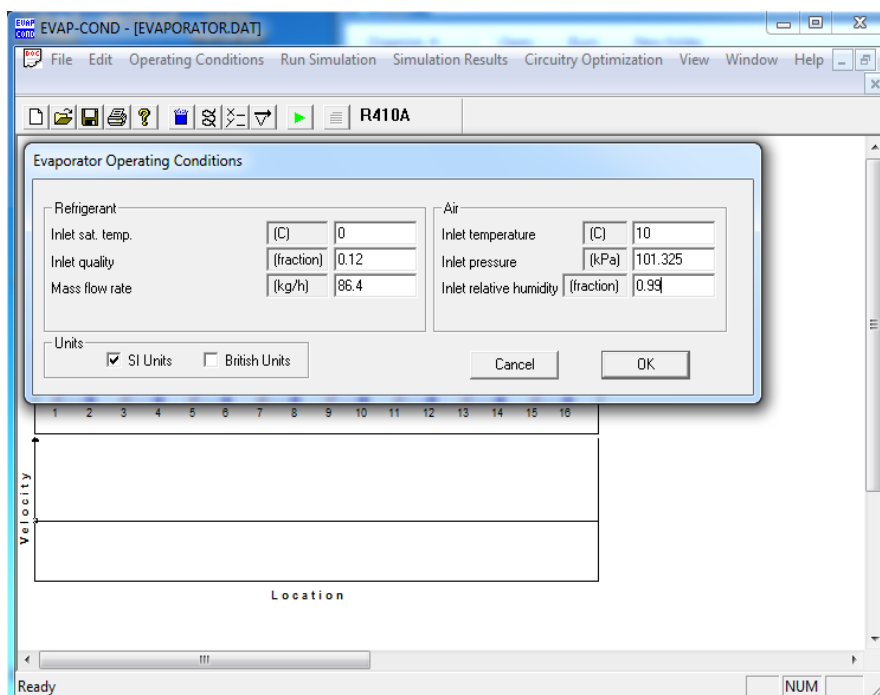 EVAP COND EVAP-COND - [EVAPORATOR.DAT]
DOC File Edit Operating Conditions Run Simulation Simulation Results Circuitry Optimization View Window Help
R410A
Evaporator Operating Conditions
Refrigerant
Inlet sat. temp. (C) 0
Inlet quality (fraction) 0.12
Mass flow rate (kg/h) 86.4
Air
Inlet temperature (C) 10
Inlet pressure (kPa) 101.325
Inlet relative humidity (fraction) 0.99
Units
SI Units British Units
Cancel OK
1 2 3 4 5 6 7 8 9 10 11 12 13 14 15 16
Velocity
Location
Ready NUM